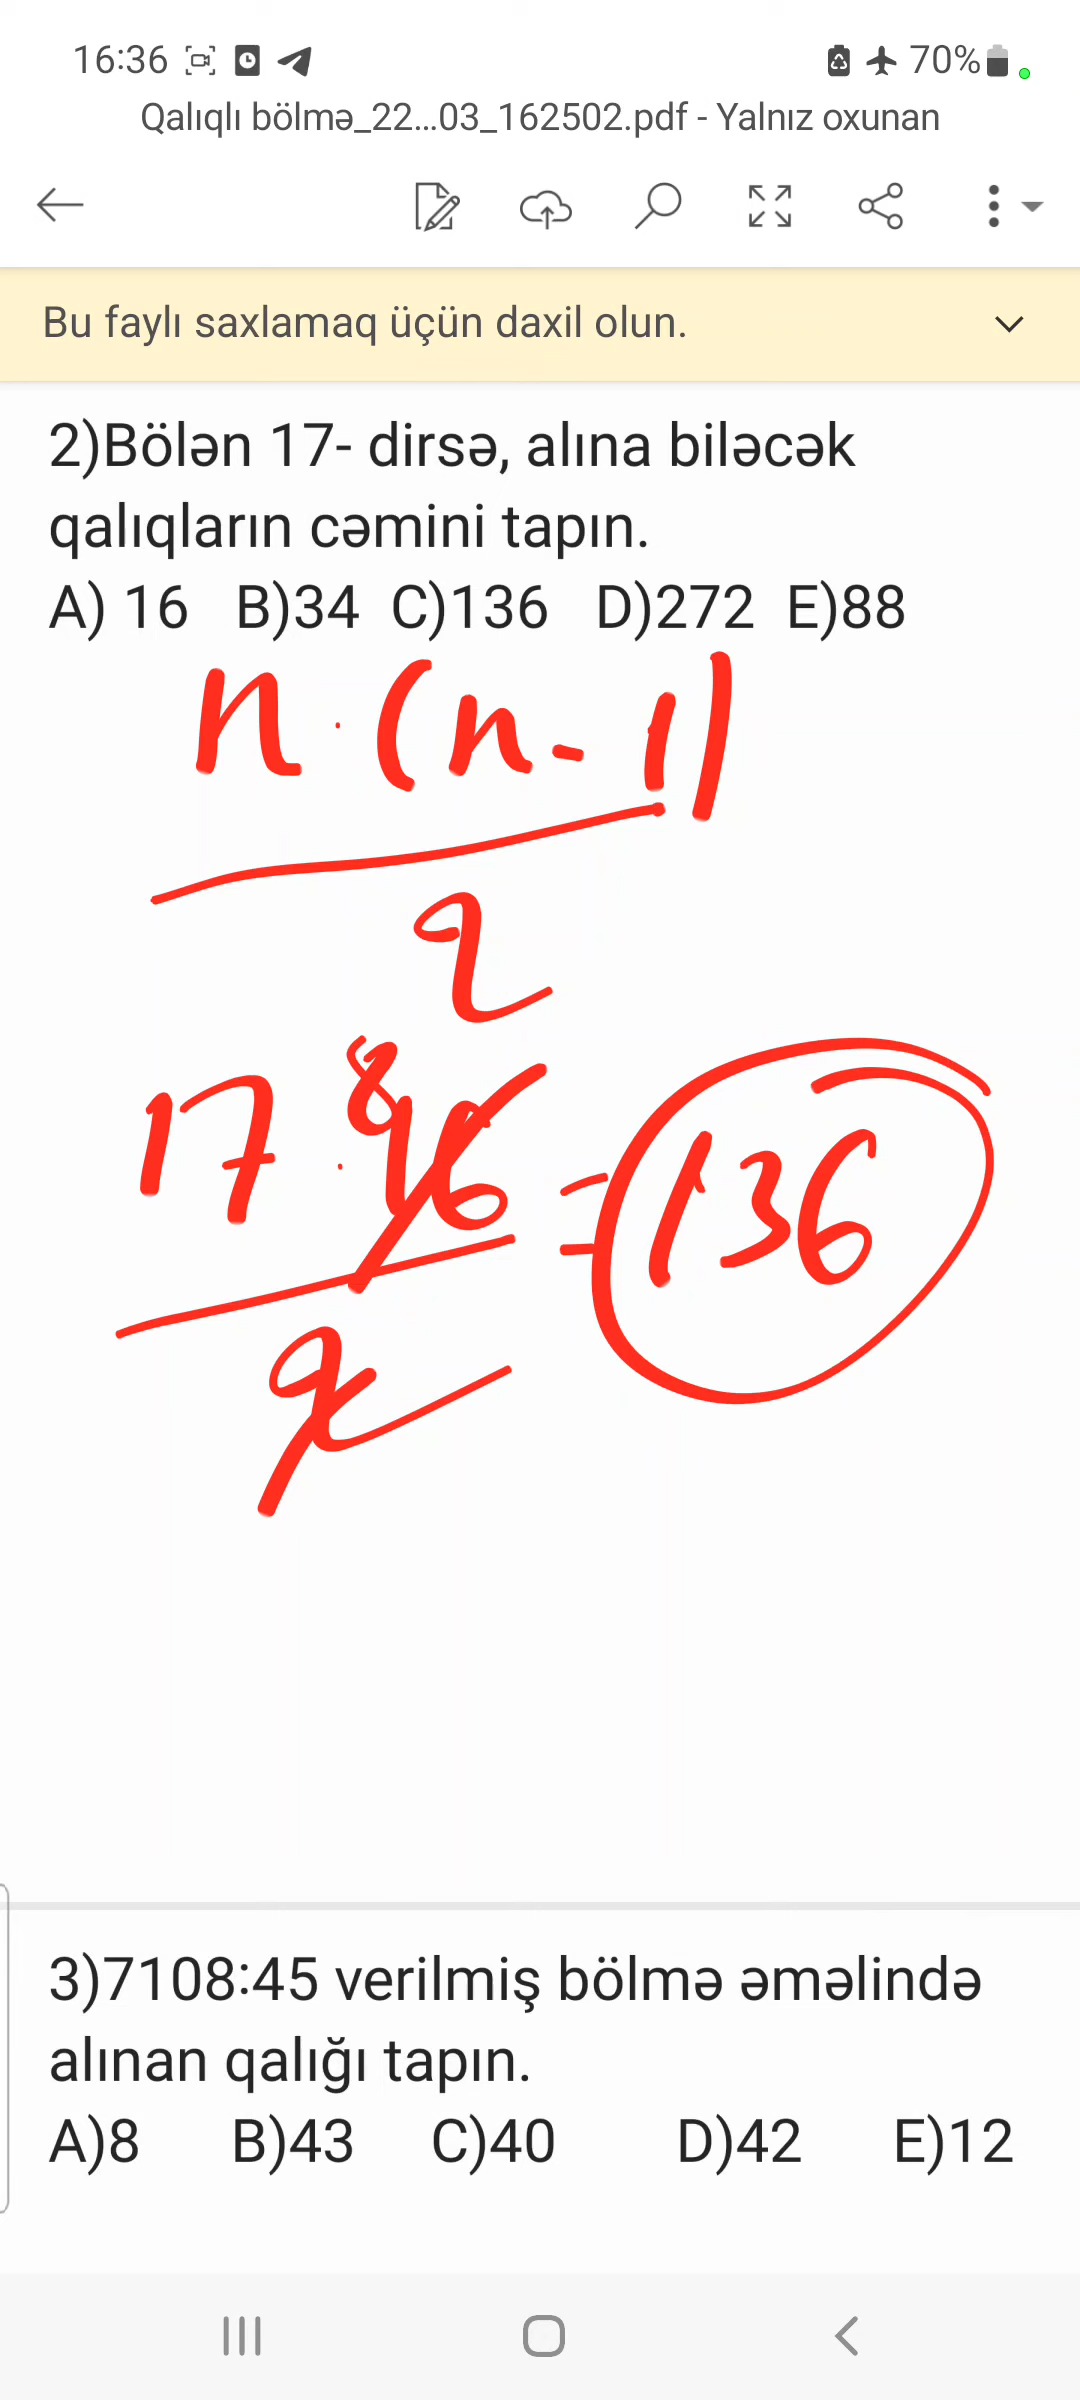 16:36 70%
Qalıqlı bölmə_22...03_162502.pdf - Yalnız oxunan
Bu faylı saxlamaq üçün daxil olun.
2)Bölən 17- dirsə, alına biləcək
qalıqların cəmini tapın.
A) 16 B)34 C)136 D)272 E)88
n · (n - 1)
2
17 · 16 8 = 136
2
3)7108:45 verilmiş bölmə əməlində
alınan qalığı tapın.
A)8 B)43 C)40 D)42 E)12